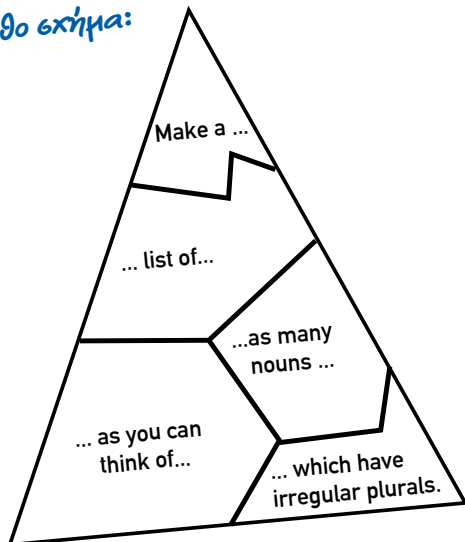 θο σχήμα:
Make a ...
... list of...
...as many
nouns ...
... as you can
think of...
... which have
irregular plurals.